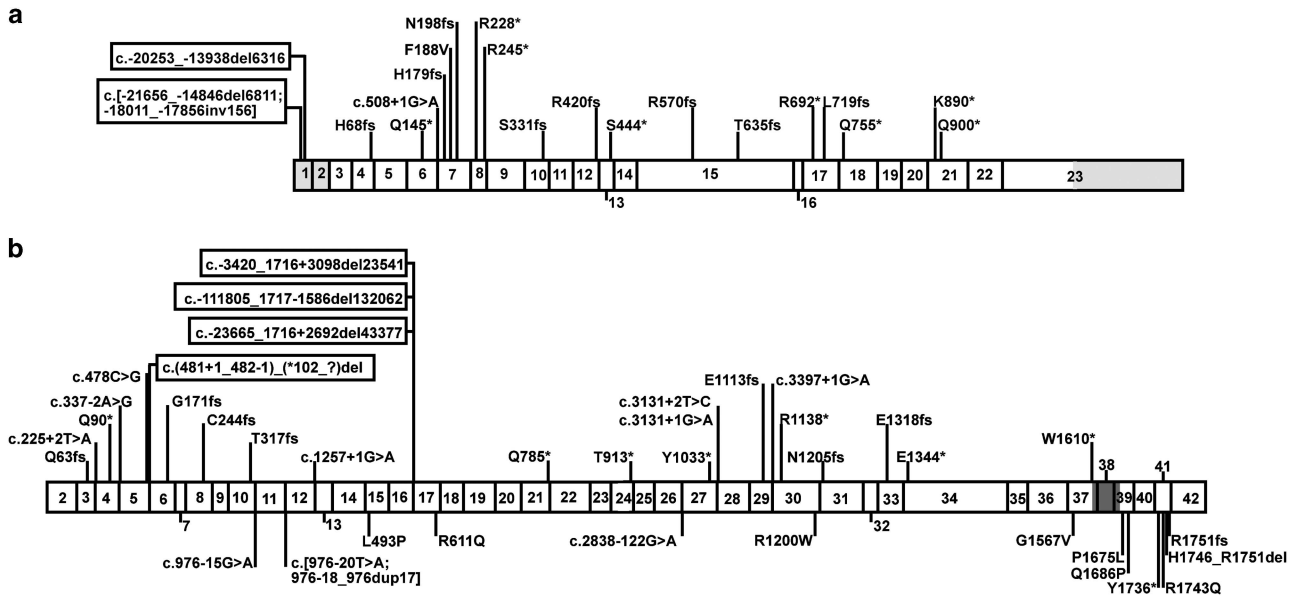 a
N198fs
R228*
F188V
R245*
c.-20253_-13938del6316
H179fs
c.[-21656_-14846del6811;
-18011_-17856inv156]
c.508+1G>A
R420fs
R570fs
R692*
L719fs
K890*
H68fs
Q145*
S331fs
S444*
T635fs
Q755*
Q900*
1 2 3 4 5 6 7 8 9 10 11 12 14 15 17 18 19 20 21 22 23
13
16
b
c.-3420_1716+3098del23541
c.-111805_1717-1586del132062
c.-23665_1716+2692del43377
c.(481+1_482-1)_(*102_?)del
c.478C>G
E1113fs
c.3397+1G>A
c.337-2A>G
G171fs
c.3131+2T>C
Q90*
C244fs
c.3131+1G>A
R1138*
E1318fs
c.225+2T>A
T317fs
W1610*
Q63fs
c.1257+1G>A
Q785*
T913*
Y1033*
N1205fs
E1344*
38
41
2 3 4 5 6 8 9 10 11 12 14 15 16 17 18 19 20 21 22 23 24 25 26 27 28 29 30 31 33 34 35 36 37 39 40 42
7
13
32
L493P
R611Q
c.2838-122G>A
R1200W
G1567V
R1751fs
c.976-15G>A
c.[976-20T>A;
976-18_976dup17]
P1675L
H1746_R1751del
Q1686P
Y1736*
R1743Q